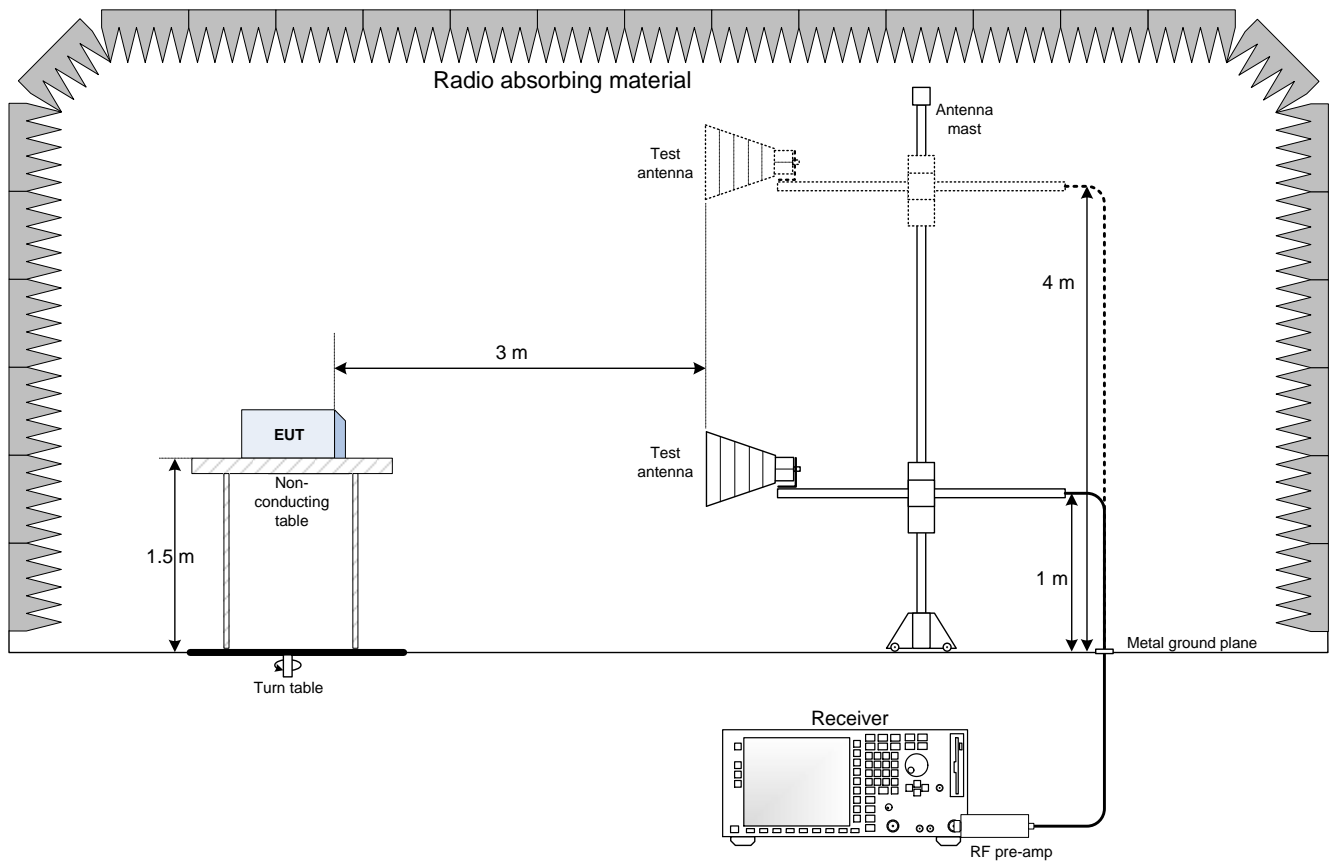 Radio absorbing material
Antenna
mast
Test
antenna
4 m
3 m
EUT
Test
antenna
Non-
conducting
table
1.5 m
1 m
Metal ground plane
Turn table
Receiver
RF pre-amp